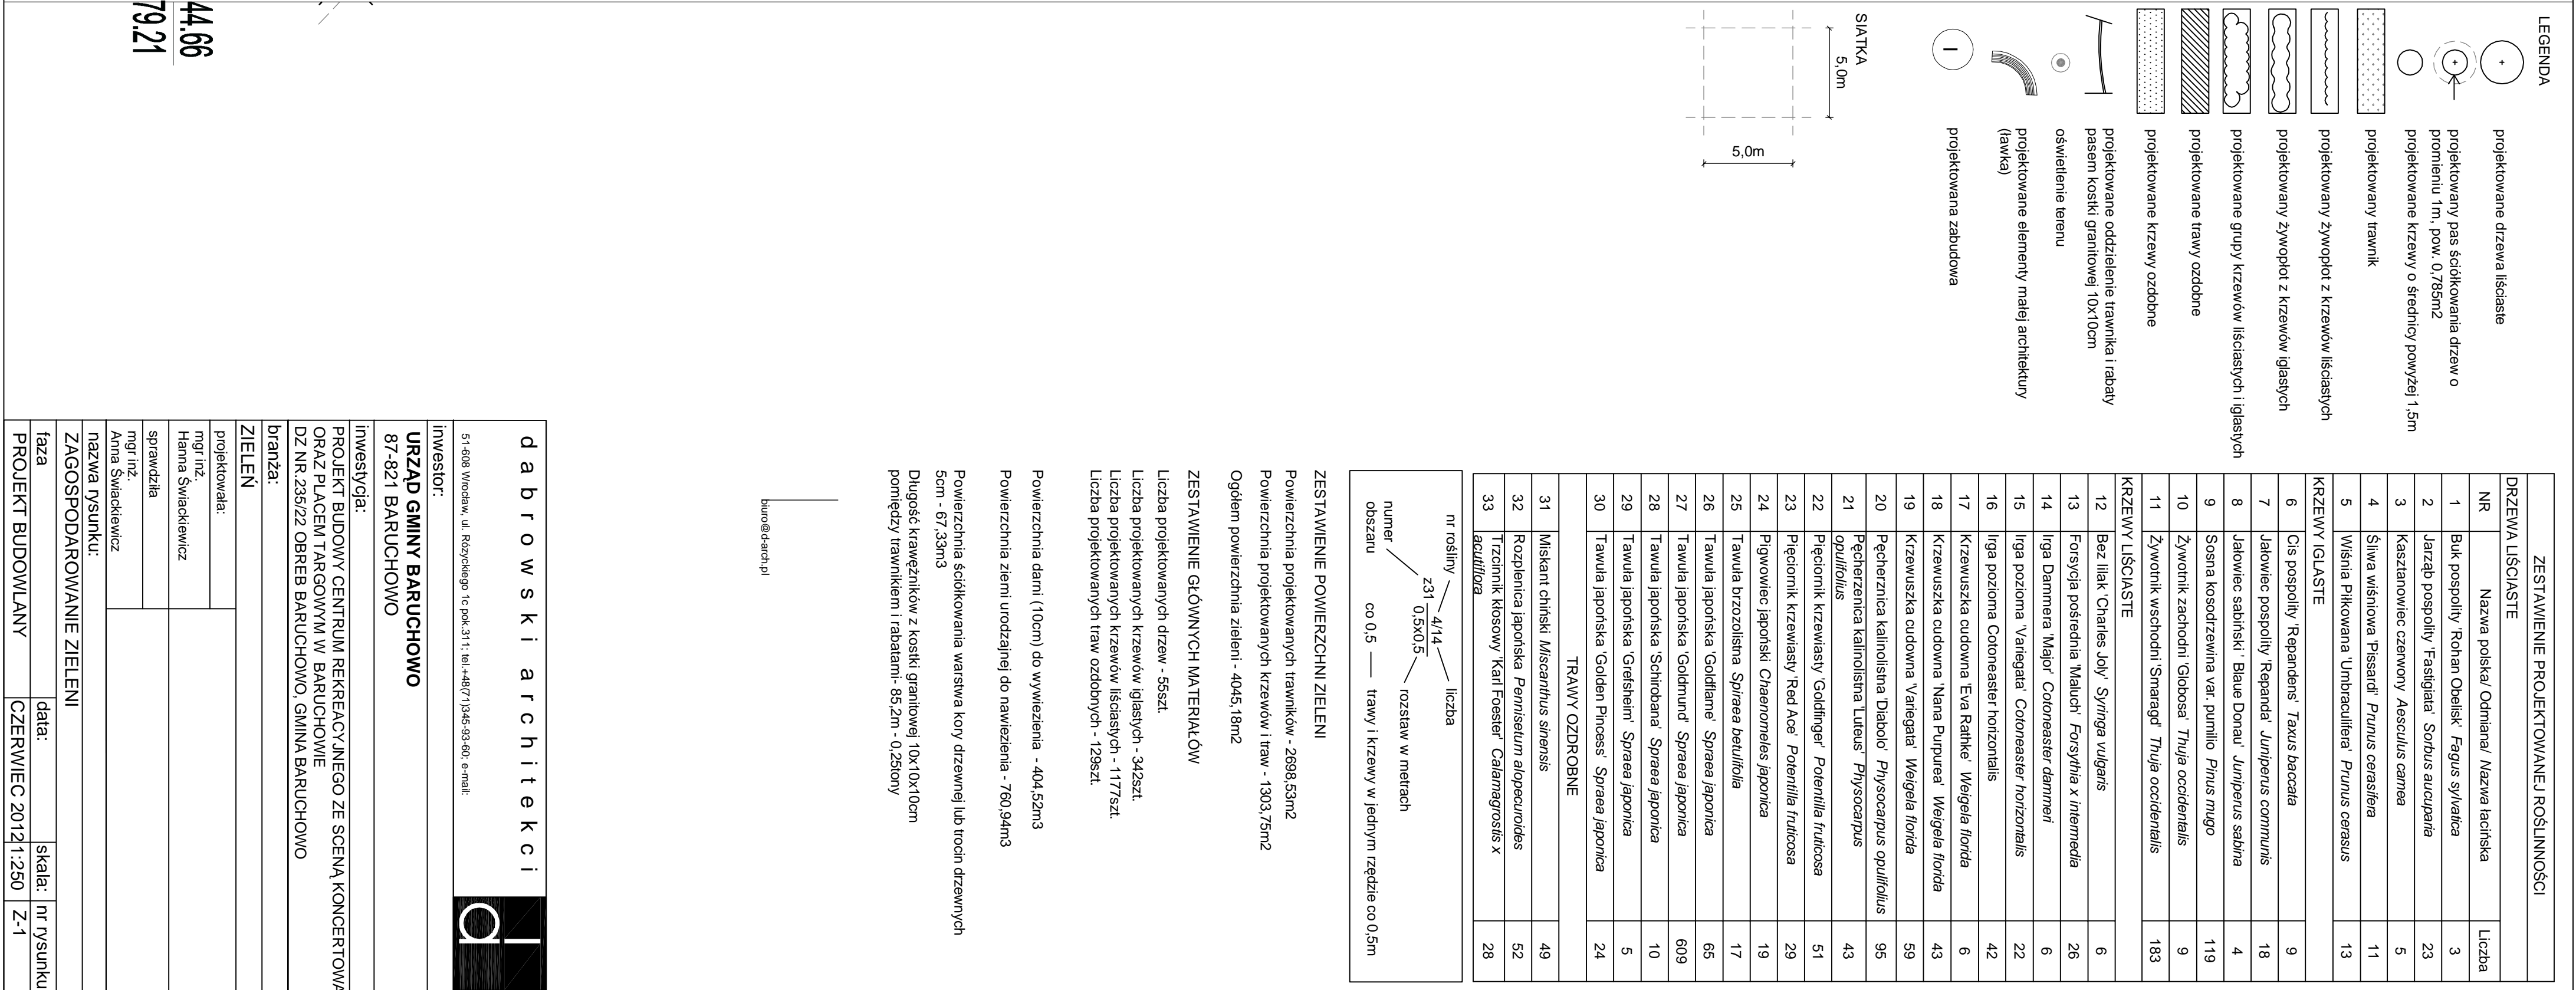 LEGENDA
projektowane drzewa liściaste
projektowany pas ściółkowania drzew o
promieniu 1m, pow. 0,785m2
projektowane krzewy o średnicy powyżej 1,5m
projektowany trawnik
projektowany żywopłot z krzewów liściastych
projektowany żywopłot z krzewów iglastych
projektowane grupy krzewów liściastych i iglastych
projektowane trawy ozdobne
projektowane krzewy ozdobne
projektowane oddzielenie trawnika i rabaty
pasem kostki granitowej 10x10cm
oświetlenie terenu
projektowane elementy małej architektury
(ławka)
I
projektowana zabudowa
SIATKA
5,0m
5,0m
ZESTAWIENIE PROJEKTOWANEJ ROŚLINNOŚCI
DRZEWA LIŚCIASTE
NR Nazwa polska/ Odmiana/ Nazwa łacińska Liczba
1 Buk pospolity 'Rohan Obelisk' Fagus sylvatica 3
2 Jarząb pospolity 'Fastigiata' Sorbus aucuparia 23
3 Kasztanowiec czerwony Aesculus carnea 5
4 Śliwa wiśniowa 'Pissardi' Prunus cerasifera 11
5 Wiśnia Piłkowana 'Umbraculifera' Prunus cerasus 13
KRZEWY IGLASTE
6 Cis pospolity 'Repandens' Taxus baccata 9
7 Jałowiec pospolity 'Repanda' Juniperus communis 18
8 Jałowiec sabiński ' Blaue Donau' Juniperus sabina 4
9 Sosna kosodrzewina var. pumilio Pinus mugo 119
10 Żywotnik zachodni 'Globosa' Thuja occidentalis 9
11 Żywotnik wschodni 'Smaragd' Thuja occidentalis 183
KRZEWY LIŚCIASTE
12 Bez lilak 'Charles Joly' Syringa vulgaris 6
13 Forsycja pośrednia 'Maluch' Forsythia x intermedia 26
14 Irga Dammera 'Major' Cotoneaster dammeri 6
15 Irga pozioma 'Variegata' Cotoneaster horizontalis 22
16 Irga pozioma Cotoneaster horizontalis 42
17 Krzewuszka cudowna 'Eva Rathke' Weigela florida 6
18 Krzewuszka cudowna 'Nana Purpurea' Weigela florida 43
19 Krzewuszka cudowna 'Variegata' Weigela florida 59
20 Pęcherznica kalinolistna 'Diabolo' Physocarpus opulifolius 95
21 Pęcherzenica kalinolistna 'Luteus' Physocarpus 43
opulifolius
22 Pięciornik krzewiasty 'Goldfinger' Potentilla fruticosa 51
23 Pięciornik krzewiasty 'Red Ace' Potentilla fruticosa 29
24 Pigwowiec japoński Chaenomeles japonica 19
25 Tawuła brzozolistna Spiraea betulifolia 17
26 Tawuła japońska 'Goldflame' Spraea japonica 65
27 Tawuła japońska 'Goldmund' Spraea japonica 609
28 Tawuła japońska 'Schirobana' Spraea japonica 10
29 Tawuła japońska 'Grefsheim' Spraea japonica 5
30 Tawuła japońska 'Golden Pincess' Spraea japonica 24
TRAWY OZDROBNE
31 Miskant chiński Miscanthus sinensis 49
32 Rozplenica japońska Pennisetum alopecuroides 52
33 Trzcinnik kłosowy 'Karl Foester' Calamagrostis x 28
acutiflora
nr rośliny liczba
z31 4/14
0,5x0,5
numer
obszaru
rozstaw w metrach
co 0,5 trawy i krzewy w jednym rzędzie co 0,5m
ZESTAWIENIE POWIERZCHNI ZIELENI
Powierzchnia projektowanych trawników - 2698,53m2
Powierzchnia projektowanych krzewów i traw - 1303,75m2
Ogółem powierzchnia zieleni - 4045,18m2
ZESTAWIENIE GŁÓWNYCH MATERIAŁÓW
Liczba projektowanych drzew - 55szt.
Liczba projektowanych krzewów iglastych - 342szt.
Liczba projektowanych krzewów liściastych - 1177szt.
Liczba projektowanych traw ozdobnych - 129szt.
Powierzchnia darni (10cm) do wywiezienia - 404,52m3
Powierzchnia ziemi urodzajnej do nawiezienia - 760,94m3
Powierzchnia ściółkowania warstwa kory drzewnej lub trocin drzewnych
5cm - 67,33m3
Długość krawężników z kostki granitowej 10x10x10cm
pomiędzy trawnikiem i rabatami- 85,2m - 0,25tony
biuro@d-arch.pl
dabrowski architekci
d
51-608 Wrocław, ul. Różyckiego 1c pok.311; tel.+48(71)345-93-60; e-mail:
inwestor:
URZĄD GMINY BARUCHOWO
87-821 BARUCHOWO
inwestycja:
PROJEKT BUDOWY CENTRUM REKREACYJNEGO ZE SCENĄ KONCERTOWĄ
ORAZ PLACEM TARGOWYM W BARUCHOWIE
DZ NR.235/22 OBREB BARUCHOWO, GMINA BARUCHOWO
branża:
ZIELEŃ
projektowała:
mgr inż.
Hanna Świackiewicz
sprawdziła
mgr inż.
Anna Świackiewicz
nazwa rysunku:
ZAGOSPODAROWANIE ZIELENI
faza data: skala: nr rysunku
PROJEKT BUDOWLANY CZERWIEC 2012 1:250 Z-1
44.66
79.21